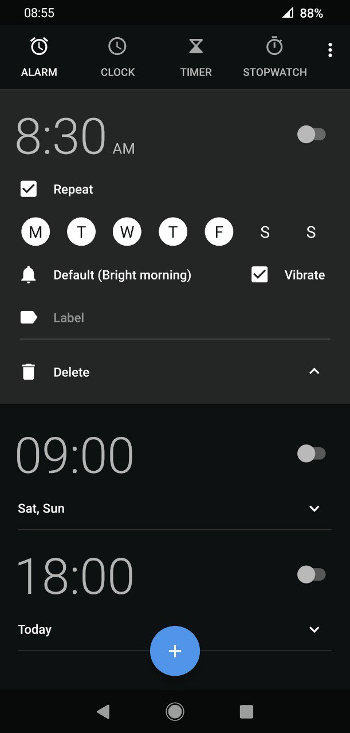 08:55 88%
ALARM CLOCK TIMER STOPWATCH
8:30 AM
Repeat
M T W T F S S
Default (Bright morning) Vibrate
Label
Delete
09:00
Sat, Sun
18:00
Today
+